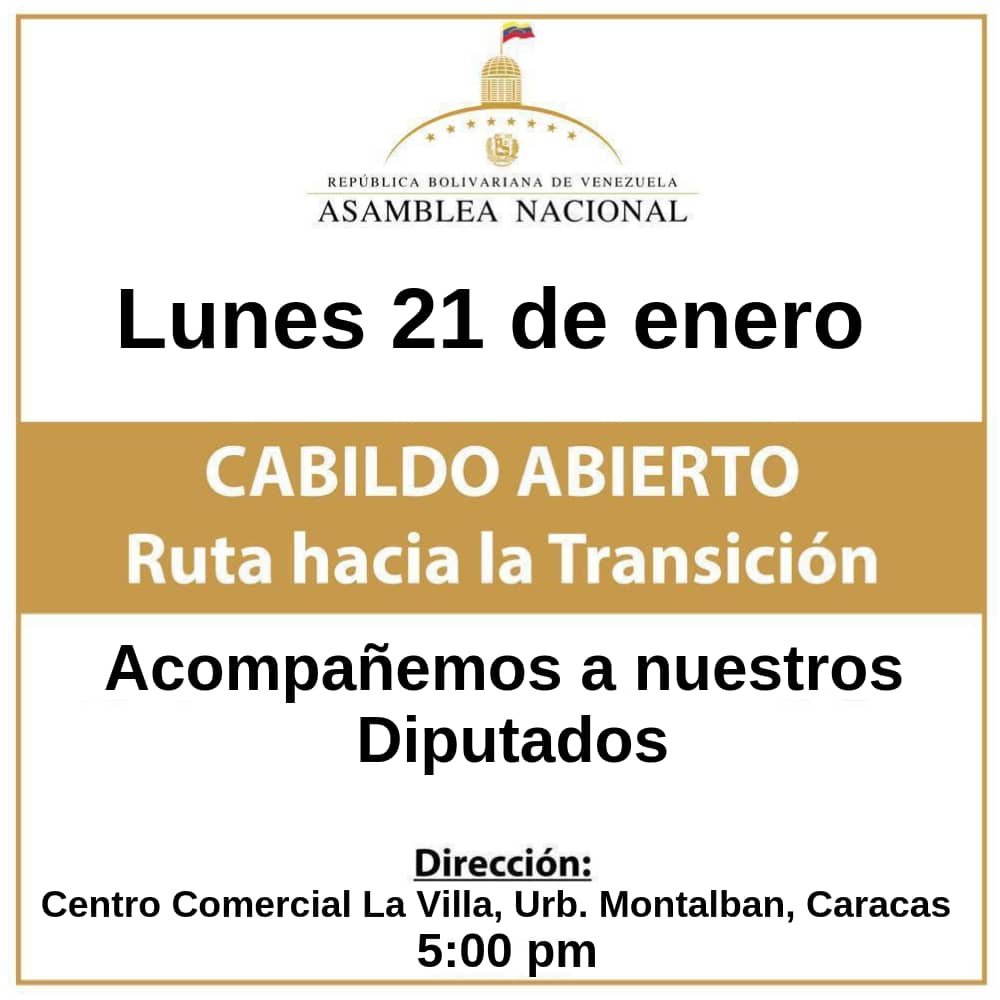 REPÚBLICA BOLIVARIANA DE VENEZUELA
ASAMBLEA NACIONAL
Lunes 21 de enero
CABILDO ABIERTO
Ruta hacia la Transición
Acompañemos a nuestros
Diputados
Dirección:
Centro Comercial La Villa, Urb. Montalban, Caracas
5:00 pm